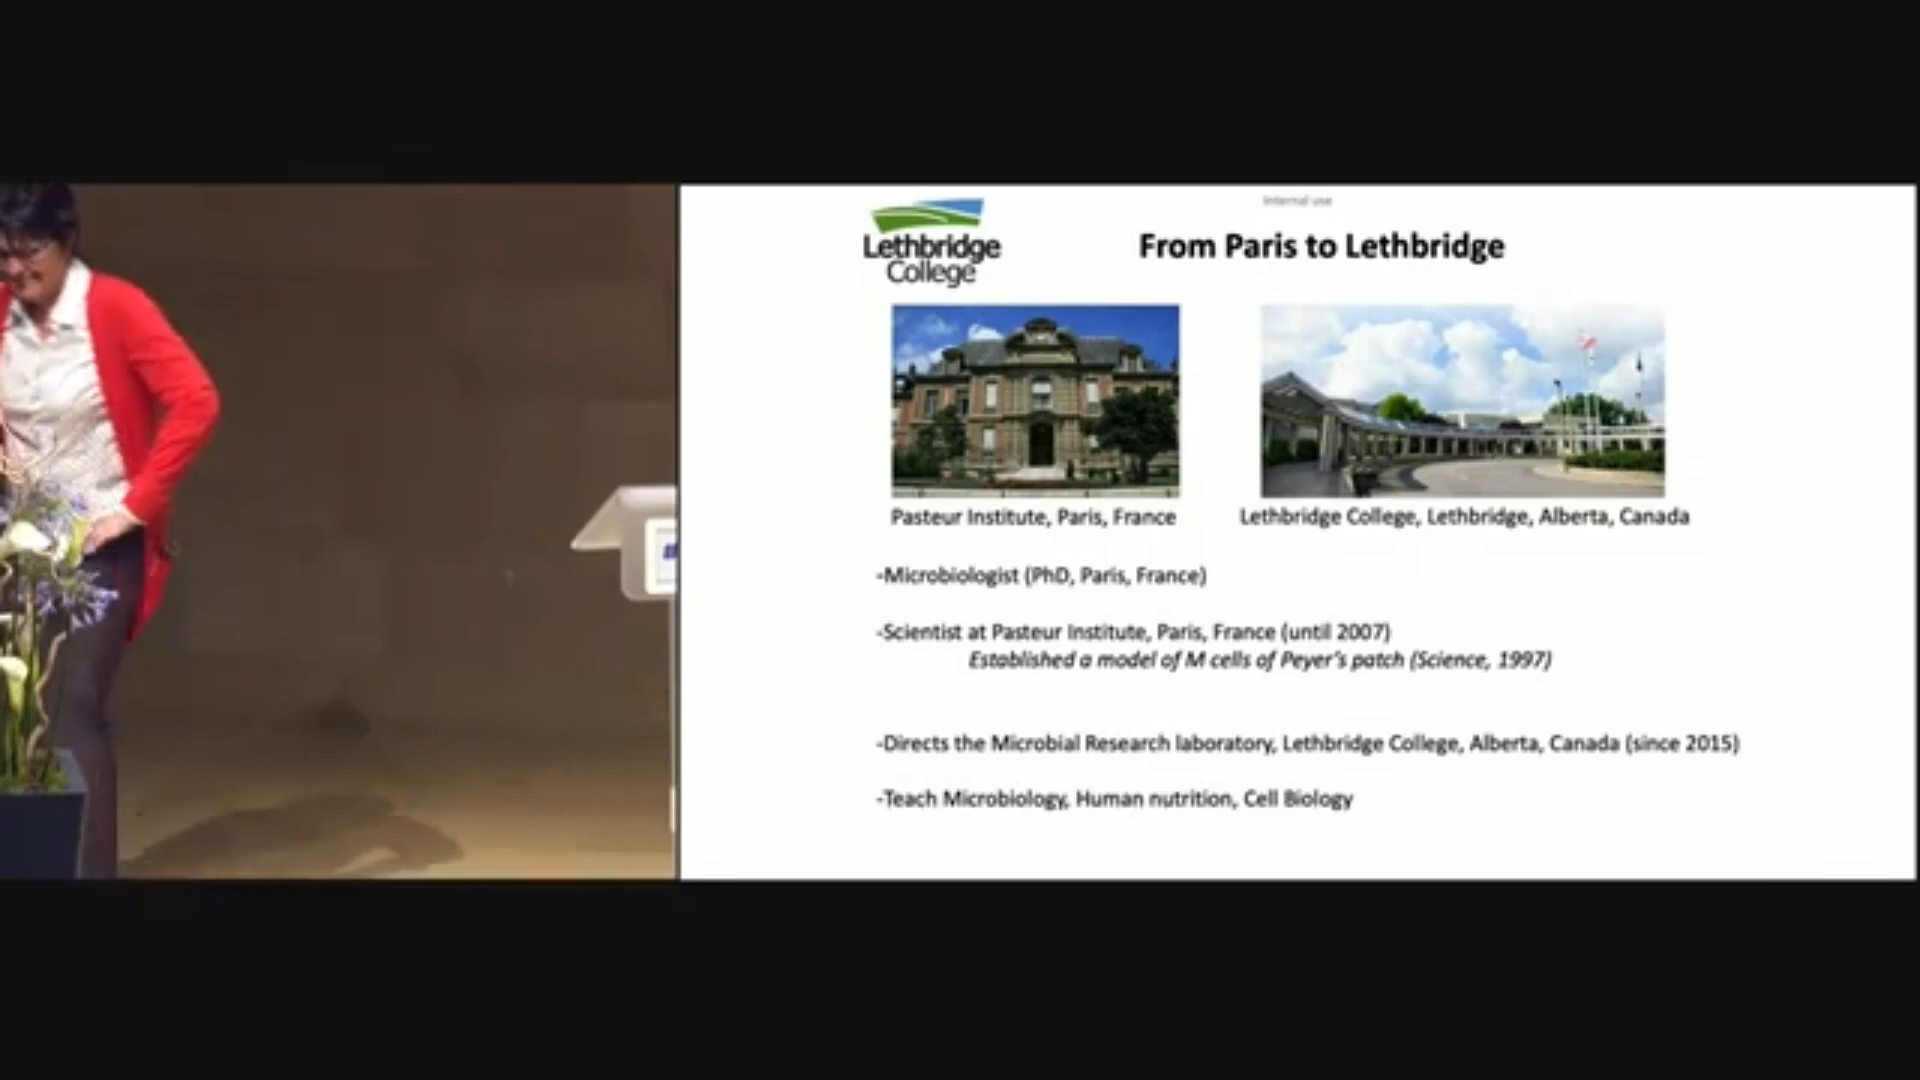 Internal use
Lethbridge
College
From Paris to Lethbridge
Pasteur Institute, Paris, France
Lethbridge College, Lethbridge, Alberta, Canada
-Microbiologist (PhD, Paris, France)
-Scientist at Pasteur Institute, Paris, France (until 2007)
Established a model of M cells of Peyer's patch (Science, 1997)
-Directs the Microbial Research laboratory, Lethbridge College, Alberta, Canada (since 2015)
-Teach Microbiology, Human nutrition, Cell Biology